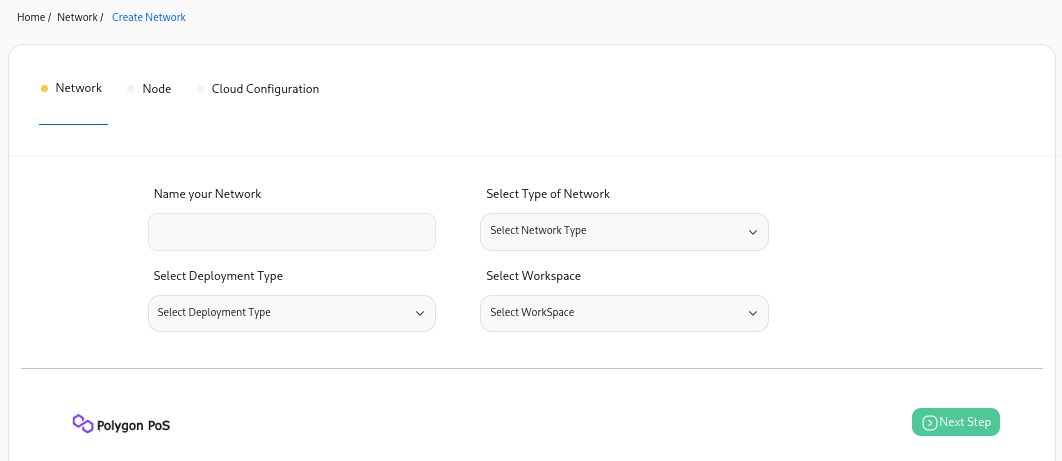 Home / Network / Create Network
Network Node Cloud Configuration
Name your Network Select Type of Network
Select Network Type
Select Deployment Type Select Workspace
Select Deployment Type Select WorkSpace
Polygon PoS Next Step